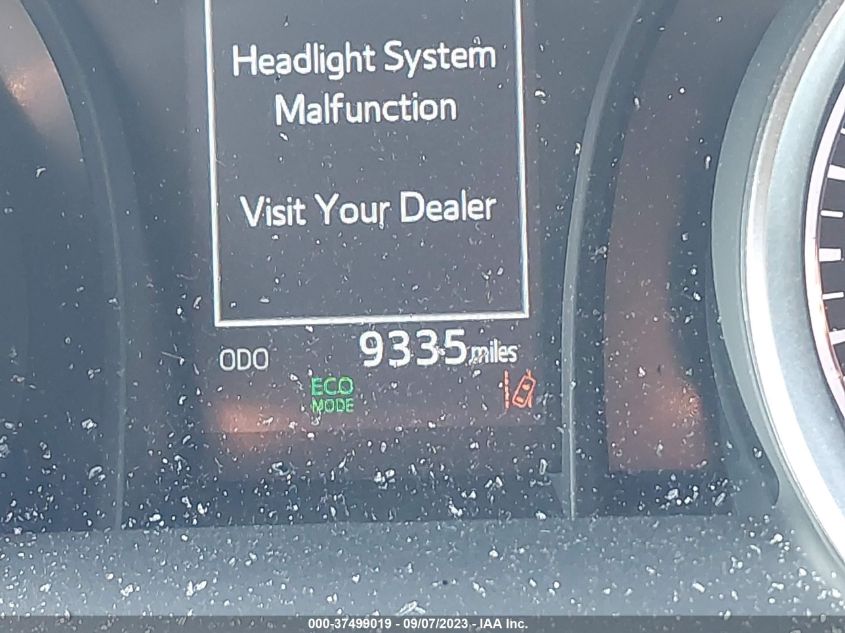 Headlight System
Malfunction
Visit Your Dealer
ODO 9335 miles
ECO
MODE
000-37499019 - 09/07/2023 - IAA Inc.